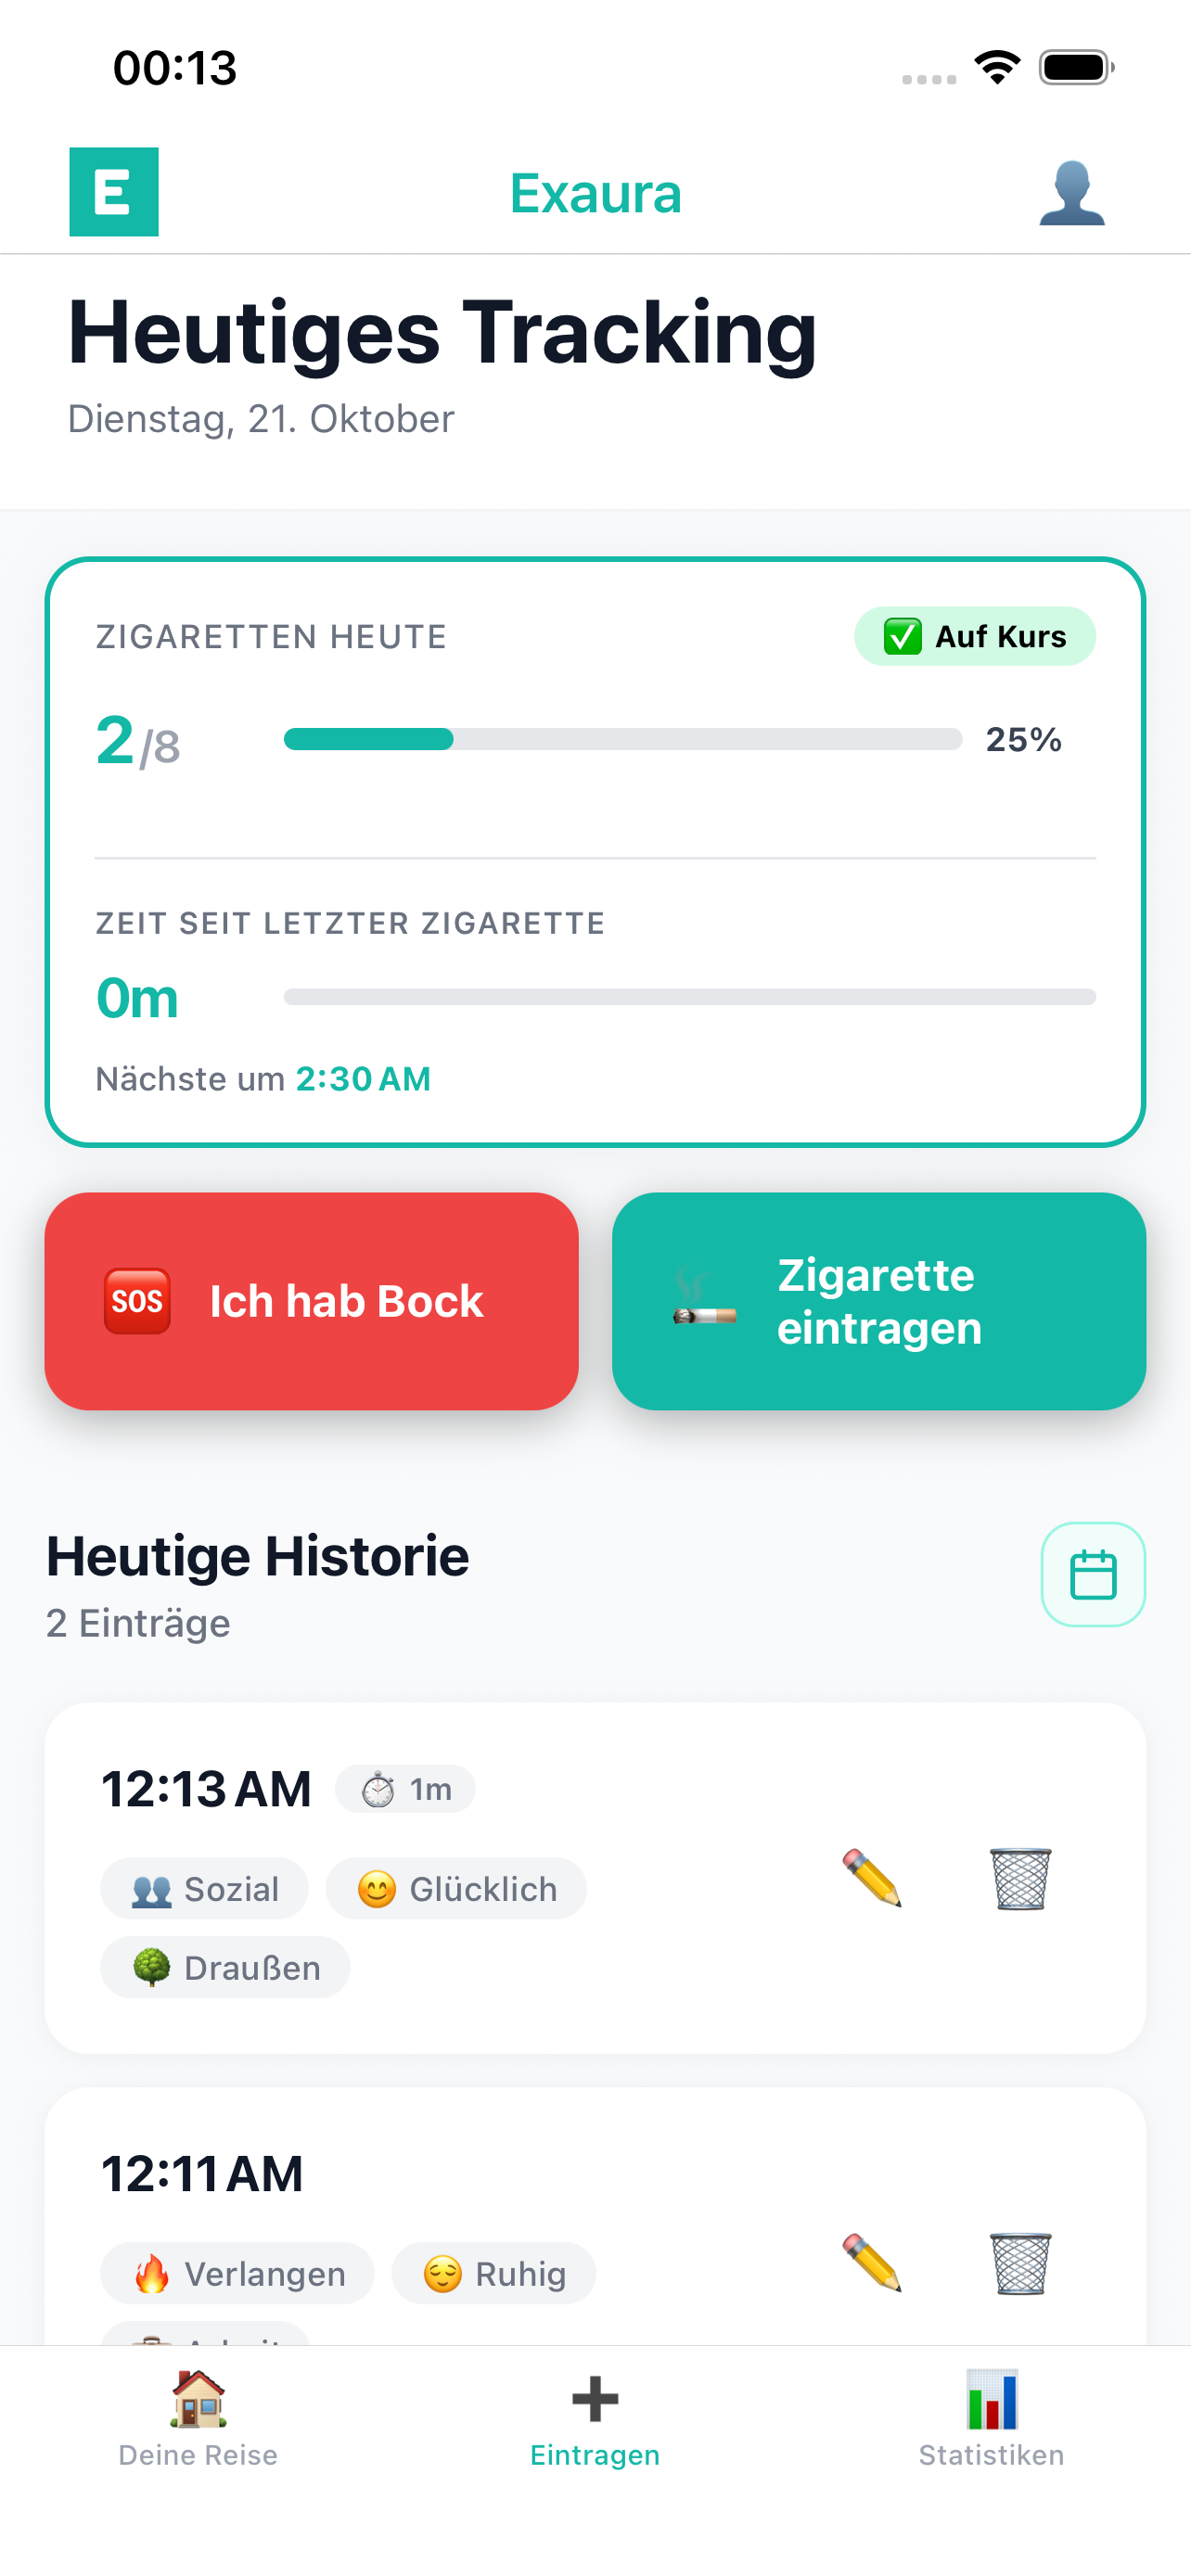 00:13
E
Exaura
Heutiges Tracking
Dienstag, 21. Oktober
ZIGARETTEN HEUTE
✅ Auf Kurs
2/8
25%
ZEIT SEIT LETZTER ZIGARETTE
0m
Nächste um 2:30 AM
SOS
Ich hab Bock
Zigarette
eintragen
Heutige Historie
2 Einträge
12:13 AM
1m
Sozial
Glücklich
Draußen
12:11 AM
Verlangen
Ruhig
Deine Reise
Eintragen
Statistiken